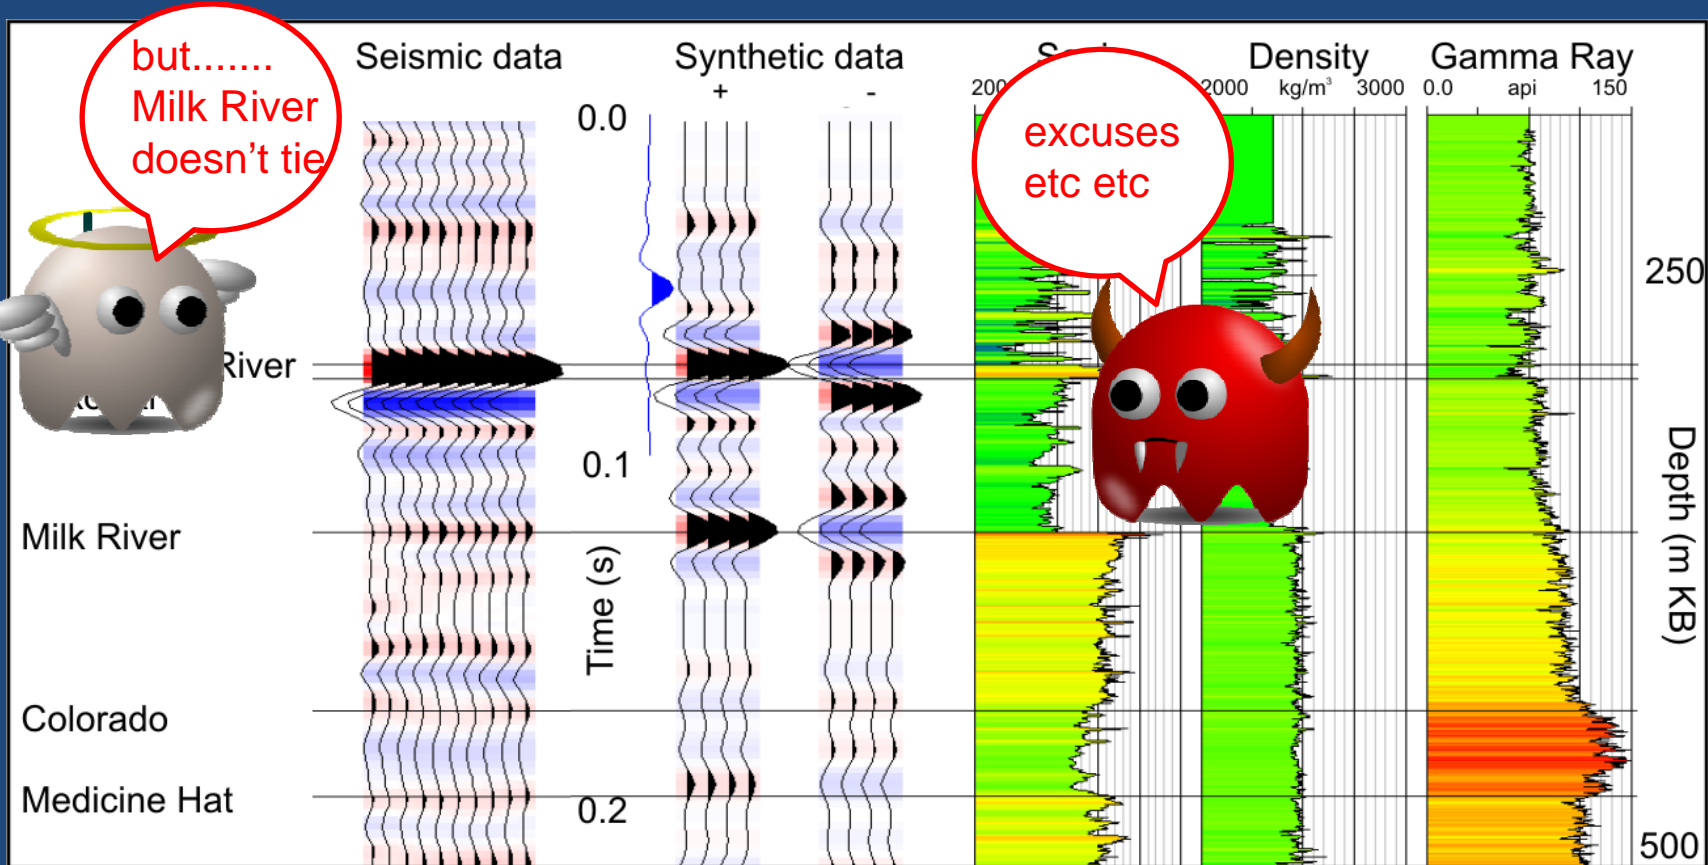 but.......
Milk River
doesn't tie
excuses
etc etc
Seismic data
Synthetic data
+
-
Density
2000
kg/m³
3000
Gamma Ray
0.0
api
150
0.0
0.1
0.2
Time (s)
River
Milk River
Colorado
Medicine Hat
250
500
Depth (m KB)